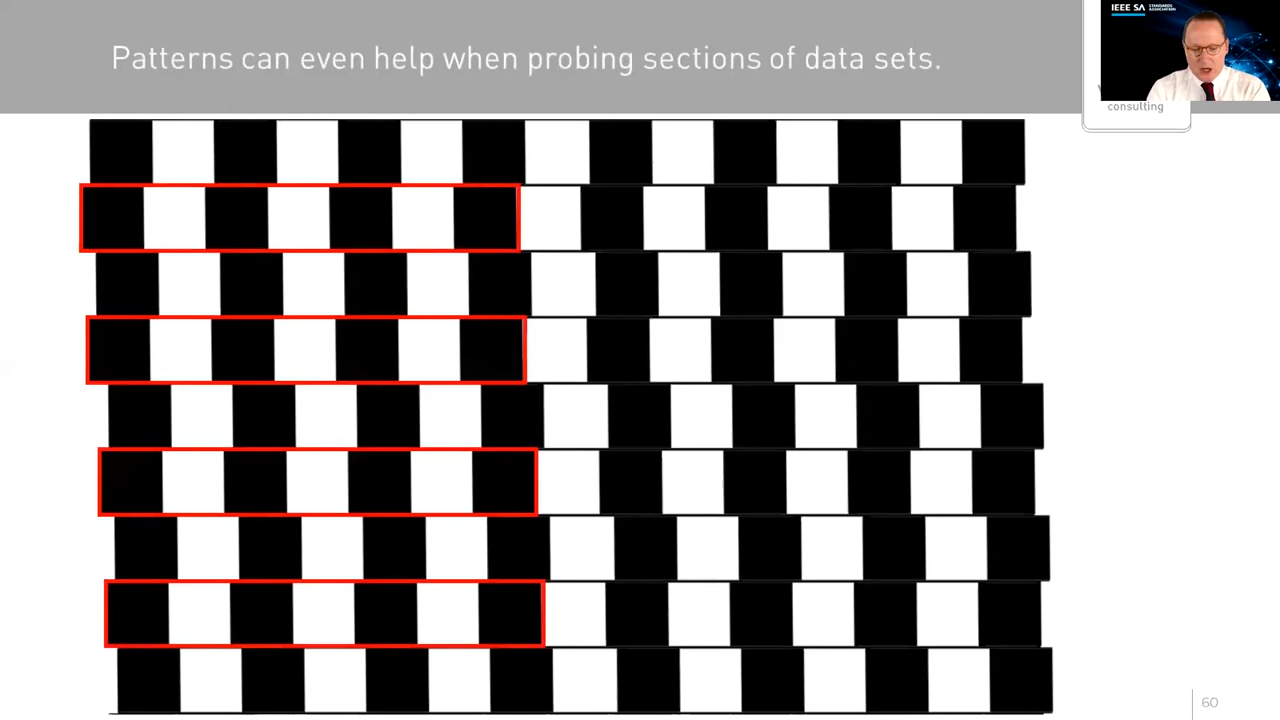 Patterns can even help when probing sections of data sets.
IEEE SA
STANDARDS
ASSOCIATION
consulting
60